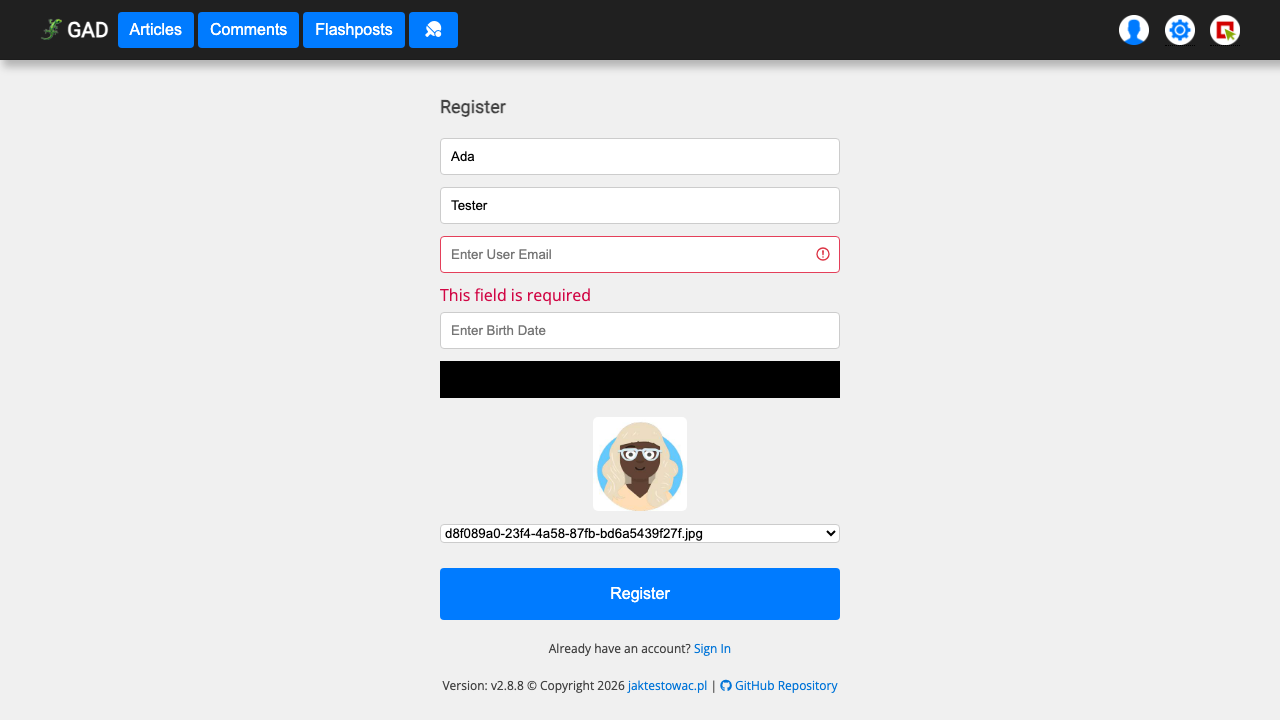 GAD Articles Comments Flashposts
Register
Ada
Tester
Enter User Email
This field is required
Enter Birth Date
d8f089a0-23f4-4a58-87fb-bd6a5439f27f.jpg
Register
Already have an account? Sign In
Version: v2.8.8 © Copyright 2026 jaktestowac.pl | GitHub Repository